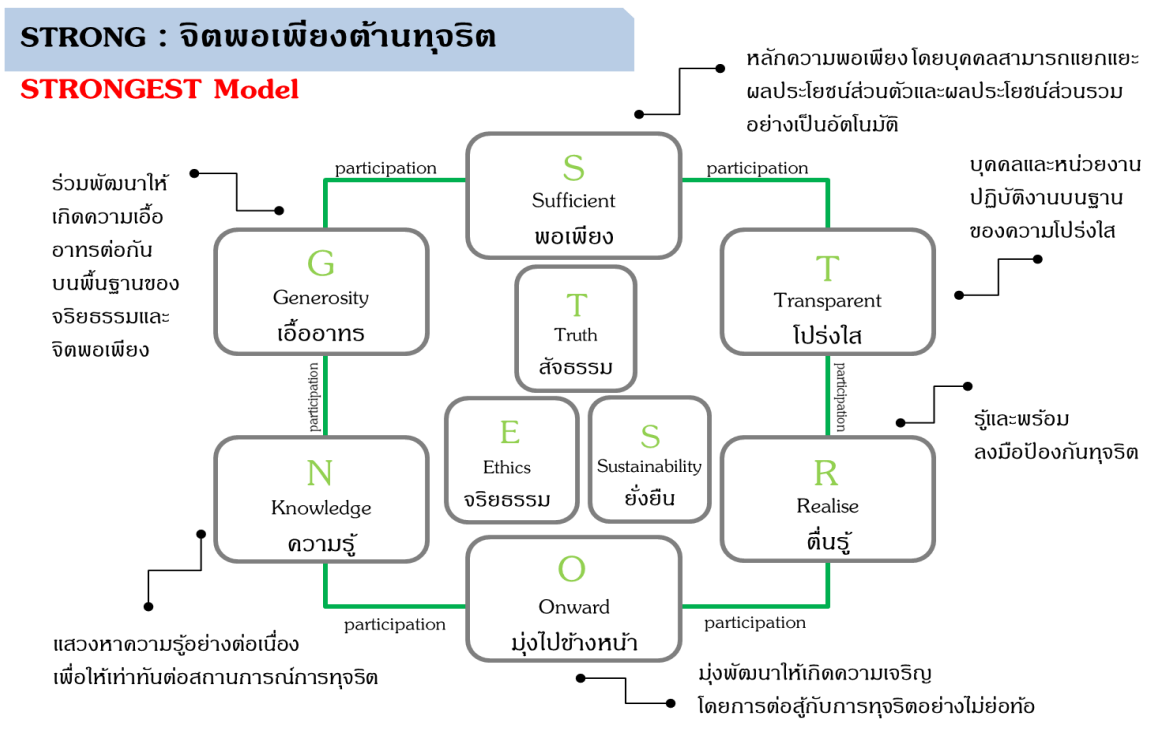 STRONG : จิตพอเพียงต้านทุจริต
STRONGEST Model
หลักความพอเพียง โดยบุคคลสามารถแยกแยะ
ผลประโยชน์ส่วนตัวและผลประโยชน์ส่วนรวม
อย่างเป็นอัตโนมัติ
participation
S
Sufficient
พอเพียง
participation
บุคคลและหน่วยงาน
ปฏิบัติงานบนฐาน
ของความโปร่งใส
ร่วมพัฒนาให้
เกิดความเอื้อ
อาทรต่อกัน
บนพื้นฐานของ
จริยธรรมและ
จิตพอเพียง
G
Generosity
เอื้ออาทร
T
Truth
สัจธรรม
T
Transparent
โปร่งใส
participation
participation
รู้และพร้อม
ลงมือป้องกันทุจริต
E
Ethics
จริยธรรม
S
Sustainability
ยั่งยืน
N
Knowledge
ความรู้
R
Realise
ตื่นรู้
O
Onward
มุ่งไปข้างหน้า
participation
participation
แสวงหาความรู้อย่างต่อเนื่อง
เพื่อให้เท่าทันต่อสถานการณ์การทุจริต
มุ่งพัฒนาให้เกิดความเจริญ
โดยการต่อสู้กับการทุจริตอย่างไม่ย่อท้อ